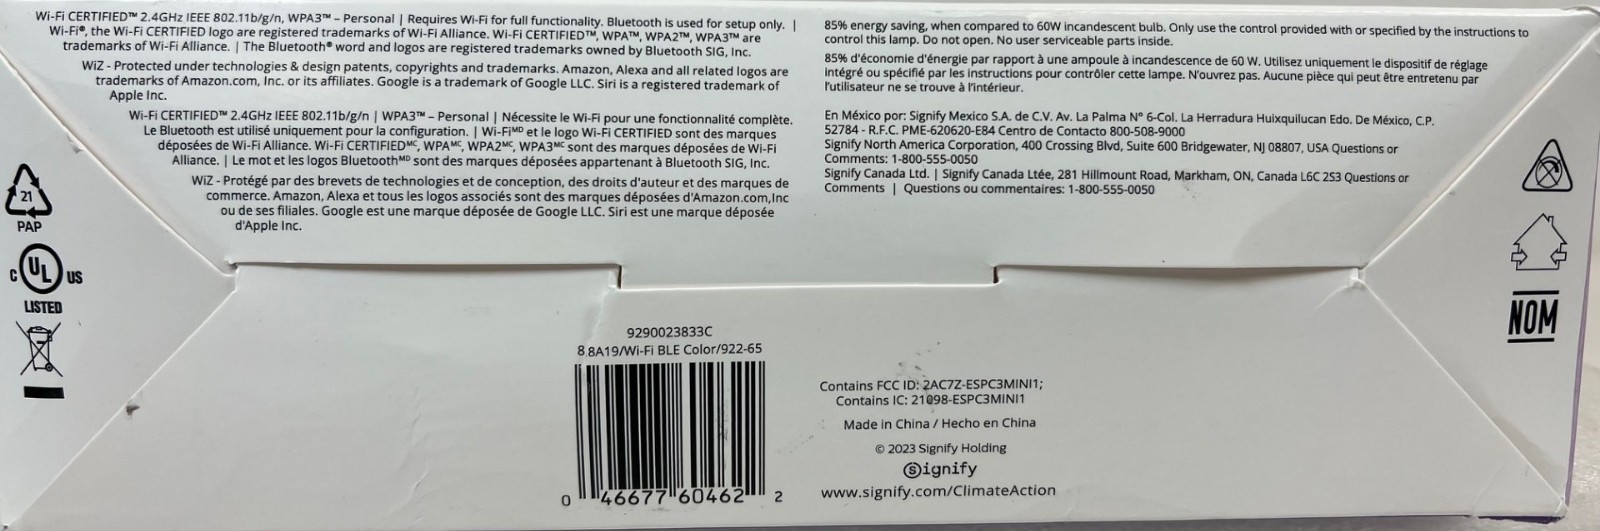 Wi-Fi CERTIFIED™ 2.4GHz IEEE 802.11b/g/n, WPA3™ – Personal | Requires Wi-Fi for full functionality. Bluetooth is used for setup only. |
Wi-Fi®, the Wi-Fi CERTIFIED logo are registered trademarks of Wi-Fi Alliance. Wi-Fi CERTIFIED™, WPA™, WPA2™, WPA3™ are
trademarks of Wi-Fi Alliance. | The Bluetooth® word and logos are registered trademarks owned by Bluetooth SIG, Inc.
WiZ - Protected under technologies & design patents, copyrights and trademarks. Amazon, Alexa and all related logos are
trademarks of Amazon.com, Inc. or its affiliates. Google is a trademark of Google LLC. Siri is a registered trademark of
Apple Inc.
Wi-Fi CERTIFIED™ 2.4GHz IEEE 802.11b/g/n | WPA3™ – Personal | Nécessite le Wi-Fi pour une fonctionnalité complète.
Le Bluetooth est utilisé uniquement pour la configuration. | Wi-Fiᴹᴰ et le logo Wi-Fi CERTIFIED sont des marques
déposées de Wi-Fi Alliance. Wi-Fi CERTIFIEDᴹᶜ, WPAᴹᶜ, WPA2ᴹᶜ, WPA3ᴹᶜ sont des marques déposées de Wi-Fi
Alliance. | Le mot et les logos Bluetoothᴹᴰ sont des marques déposées appartenant à Bluetooth SIG, Inc.
WiZ - Protégé par des brevets de technologies et de conception, des droits d'auteur et des marques de
commerce. Amazon, Alexa et tous les logos associés sont des marques déposées d'Amazon.com,Inc
ou de ses filiales. Google est une marque déposée de Google LLC. Siri est une marque déposée
d'Apple Inc.
85% energy saving, when compared to 60W incandescent bulb. Only use the control provided with or specified by the instructions to
control this lamp. Do not open. No user serviceable parts inside.
85% d'économie d'énergie par rapport à une ampoule à incandescence de 60 W. Utilisez uniquement le dispositif de réglage
intégré ou spécifié par les instructions pour contrôler cette lampe. N'ouvrez pas. Aucune pièce qui peut être entretenu par
l'utilisateur ne se trouve à l'intérieur.
En México por: Signify Mexico S.A. de C.V. Av. La Palma N° 6-Col. La Herradura Huixquilucan Edo. De México, C.P.
52784 - R.F.C. PME-620620-E84 Centro de Contacto 800-508-9000
Signify North America Corporation, 400 Crossing Blvd, Suite 600 Bridgewater, NJ 08807, USA Questions or
Comments: 1-800-555-0050
Signify Canada Ltd. | Signify Canada Ltée, 281 Hillmount Road, Markham, ON, Canada L6C 2S3 Questions or
Comments | Questions ou commentaires: 1-800-555-0050
21
PAP
C UL US
LISTED
NOM
9290023833C
8.8A19/Wi-Fi BLE Color/922-65
0 46677 60462 2
Contains FCC ID: 2AC7Z-ESPC3MINI1;
Contains IC: 21098-ESPC3MINI1
Made in China / Hecho en China
© 2023 Signify Holding
Signify
www.signify.com/ClimateAction